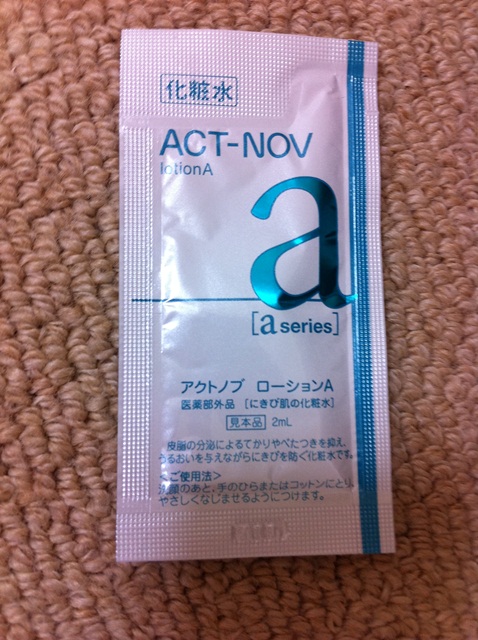 化粧水
ACT-NOV
lotionA
a
[a series]
アクトノブ ローションA
医薬部外品 [にきび肌の化粧水]
見本品 2mL
皮脂の分泌によるてかりやべたつきを抑え、
うるおいを与えながらにきびを防ぐ化粧水です。
<ご使用法>
洗顔のあと、手のひらまたはコットンにとり、
やさしくなじませるようにつけます。